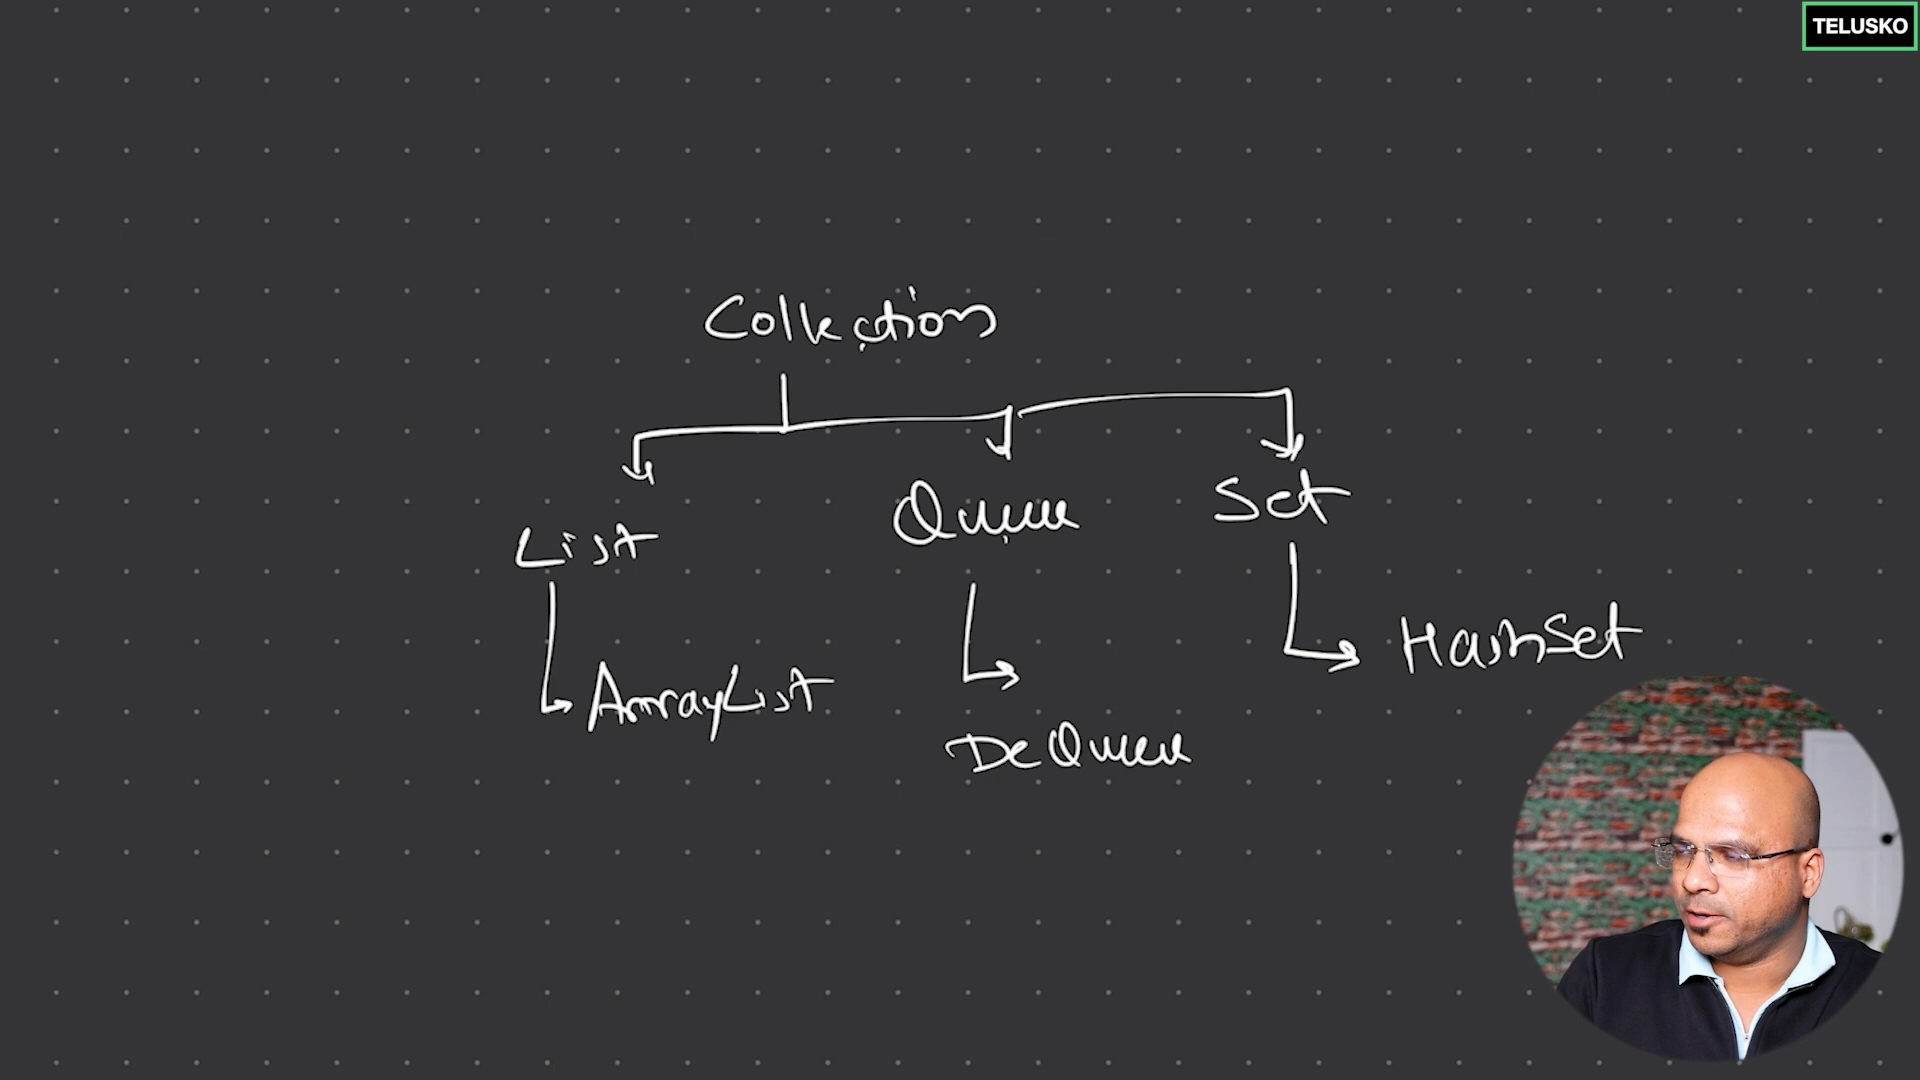 TELUSKO
Collection
List
Queue
Set
ArrayList
DeQueue
HashSet